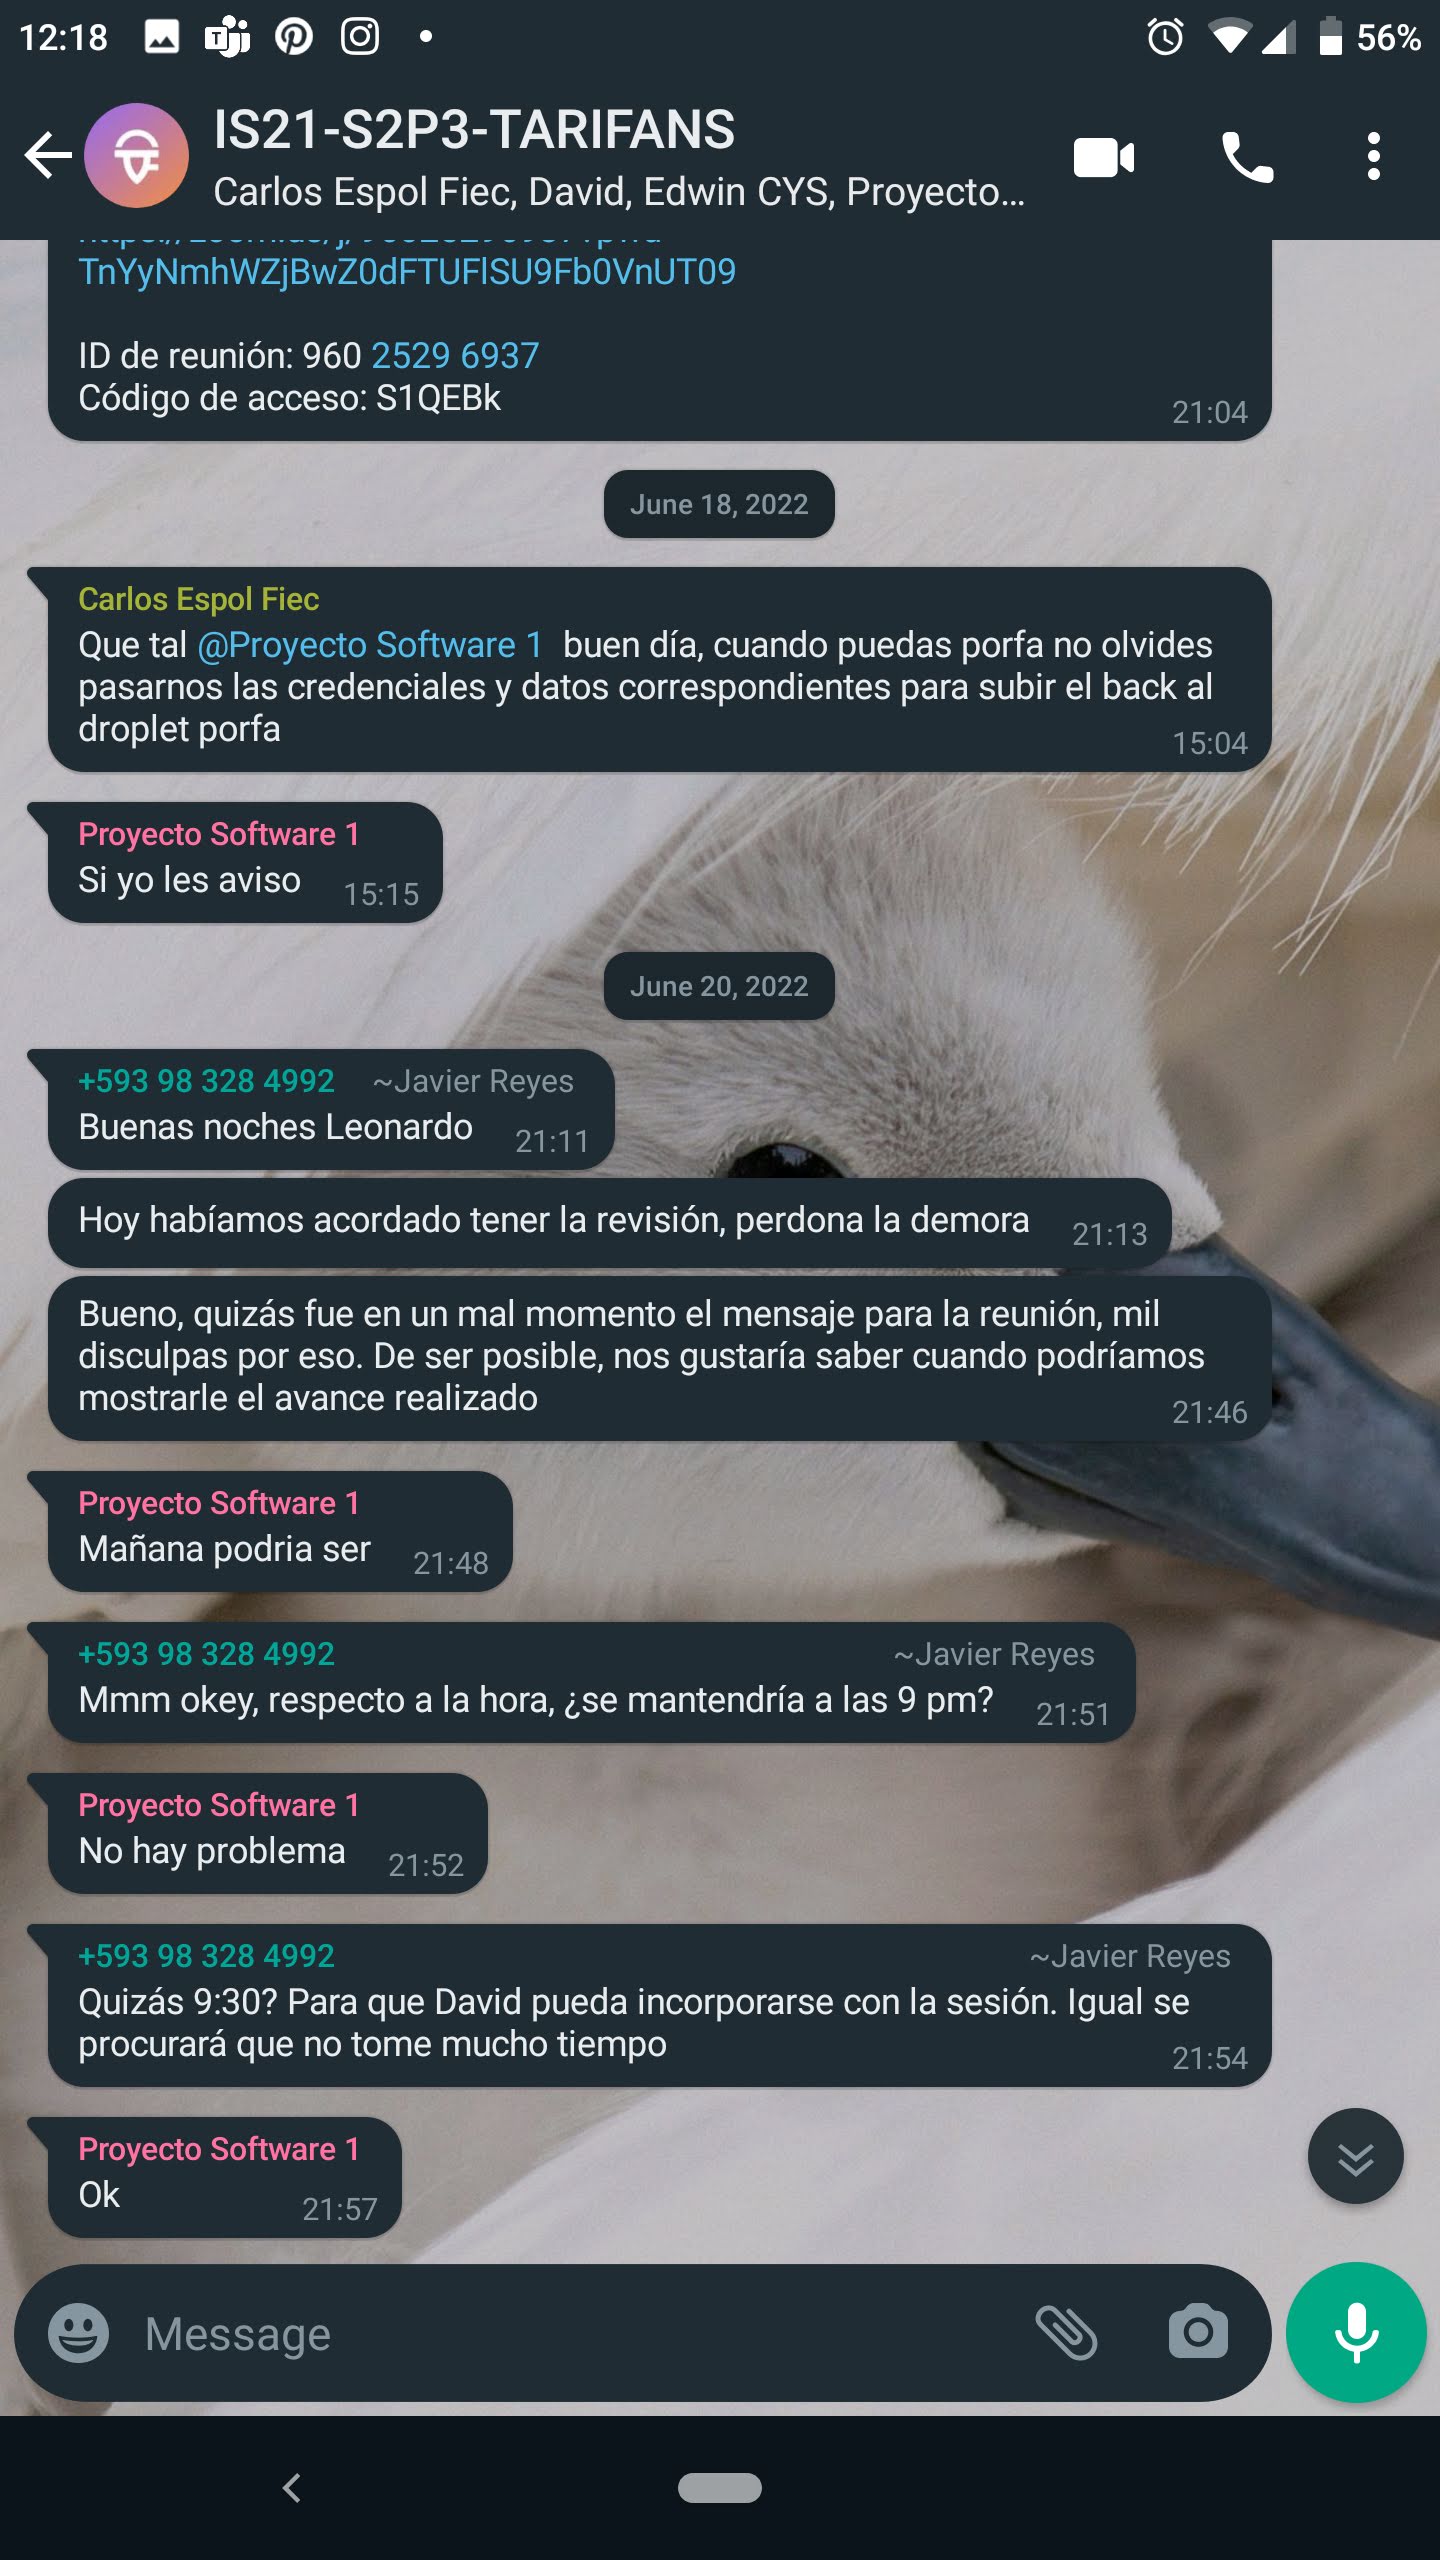 12:18
56%
IS21-S2P3-TARIFANS
Carlos Espol Fiec, David, Edwin CYS, Proyecto...
TnYyNmhWZjBwZ0dFTUFlSU9Fb0VnUT09
ID de reunión: 960 2529 6937
Código de acceso: S1QEBk
21:04
June 18, 2022
Carlos Espol Fiec
Que tal @Proyecto Software 1 buen día, cuando puedas porfa no olvides
pasarnos las credenciales y datos correspondientes para subir el back al
droplet porfa
15:04
Proyecto Software 1
Si yo les aviso 15:15
June 20, 2022
+593 98 328 4992 ~Javier Reyes
Buenas noches Leonardo 21:11
Hoy habíamos acordado tener la revisión, perdona la demora 21:13
Bueno, quizás fue en un mal momento el mensaje para la reunión, mil
disculpas por eso. De ser posible, nos gustaría saber cuando podríamos
mostrarle el avance realizado
21:46
Proyecto Software 1
Mañana podria ser 21:48
+593 98 328 4992 ~Javier Reyes
Mmm okey, respecto a la hora, ¿se mantendría a las 9 pm? 21:51
Proyecto Software 1
No hay problema 21:52
+593 98 328 4992 ~Javier Reyes
Quizás 9:30? Para que David pueda incorporarse con la sesión. Igual se
procurará que no tome mucho tiempo
21:54
Proyecto Software 1
Ok 21:57
Message